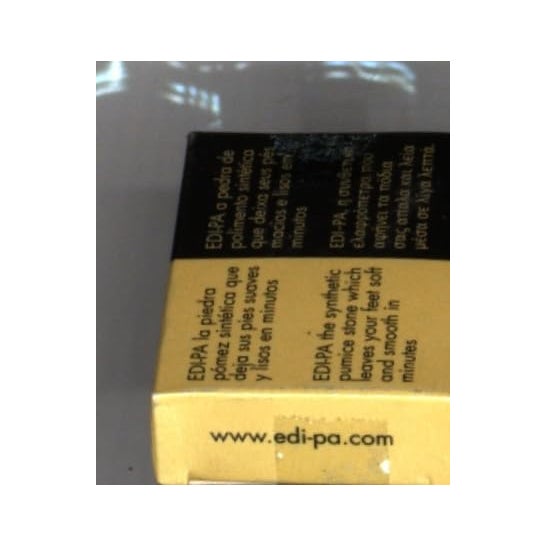 EDI-PA a pedra de
polimento sintética
que deixa seus pés
macios e lisos em
minutos
EDI-PA, η συνθετική
ελαφρόπετρα που
αφήνει τα πόδια
σας απαλά και λεία
μέσα σε λίγα λεπτά.
EDI-PA la piedra
pómez sintética que
deja sus pies suaves
y lisos en minutos
EDI-PA the synthetic
pumice stone which
leaves your feet soft
and smooth in
minutes
www.edi-pa.com